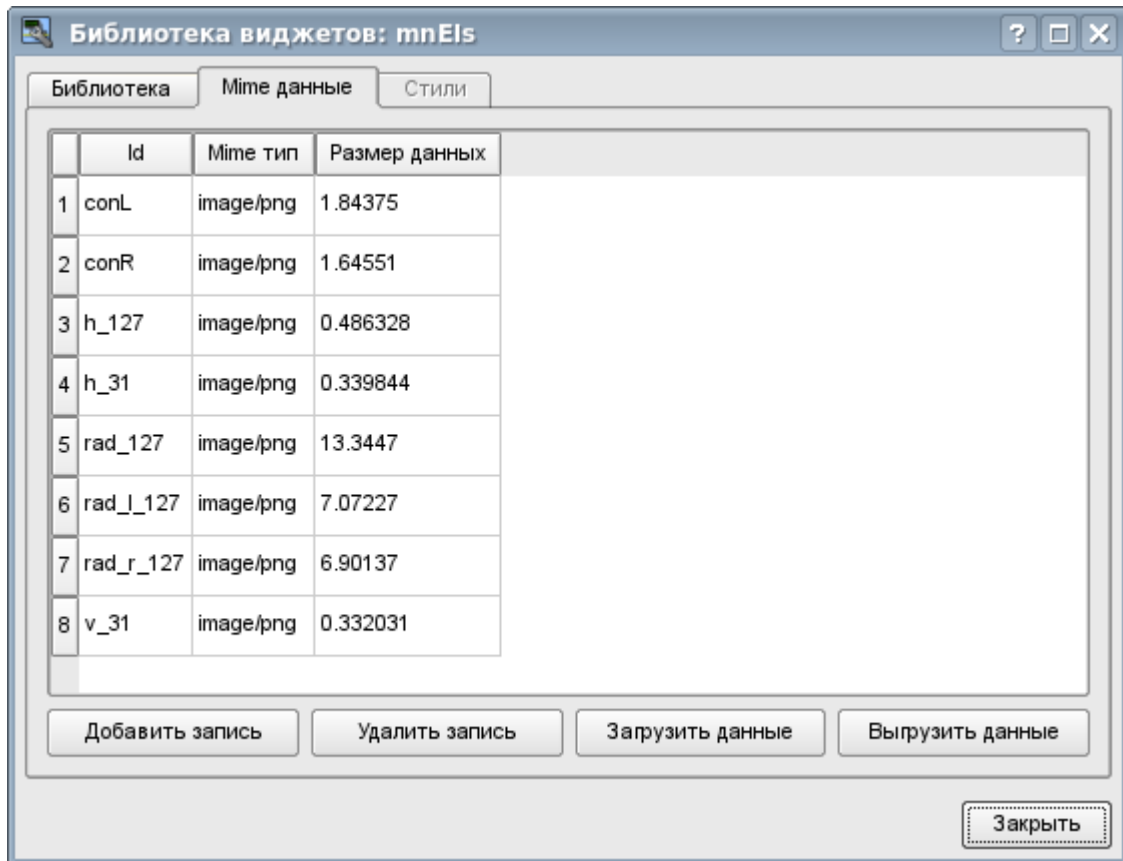 Библиотека виджетов: mnEls
Библиотека Mime данные Стили
Id Mime тип Размер данных
1 conL image/png 1.84375
2 conR image/png 1.64551
3 h_127 image/png 0.486328
4 h_31 image/png 0.339844
5 rad_127 image/png 13.3447
6 rad_l_127 image/png 7.07227
7 rad_r_127 image/png 6.90137
8 v_31 image/png 0.332031
Добавить запись Удалить запись Загрузить данные Выгрузить данные
Закрыть